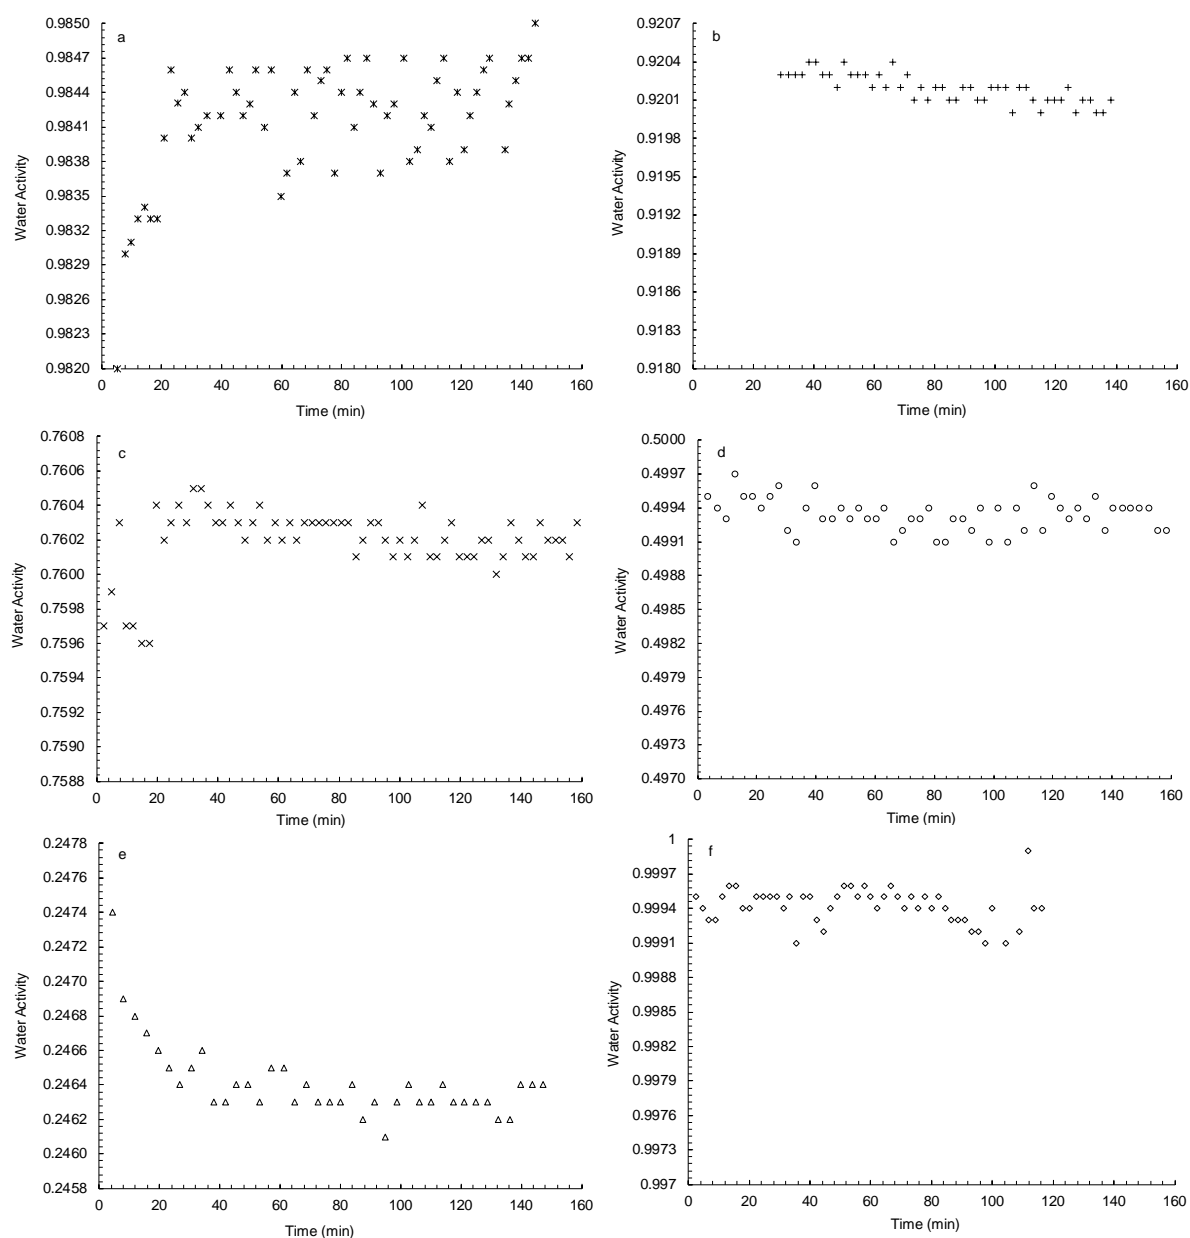 a
0.9850
0.9847
0.9844
0.9841
0.9838
0.9835
0.9832
0.9829
0.9826
0.9823
0.9820
Water Activity
0 20 40 60 80 100 120 140 160
Time (min)
b
0.9207
0.9204
0.9201
0.9198
0.9195
0.9192
0.9189
0.9186
0.9183
0.9180
Water Activity
0 20 40 60 80 100 120 140 160
Time (min)
c
0.7608
0.7606
0.7604
0.7602
0.7600
0.7598
0.7596
0.7594
0.7592
0.7590
0.7588
Water Activity
0 20 40 60 80 100 120 140 160
Time (min)
d
0.5000
0.4997
0.4994
0.4991
0.4988
0.4985
0.4982
0.4979
0.4976
0.4973
0.4970
Water Activity
0 20 40 60 80 100 120 140 160
Time (min)
e
0.2478
0.2476
0.2474
0.2472
0.2470
0.2468
0.2466
0.2464
0.2462
0.2460
0.2458
Water Activity
0 20 40 60 80 100 120 140 160
Time (min)
f
1
0.9997
0.9994
0.9991
0.9988
0.9985
0.9982
0.9979
0.9976
0.9973
0.997
Water Activity
0 20 40 60 80 100 120 140 160
Time (min)